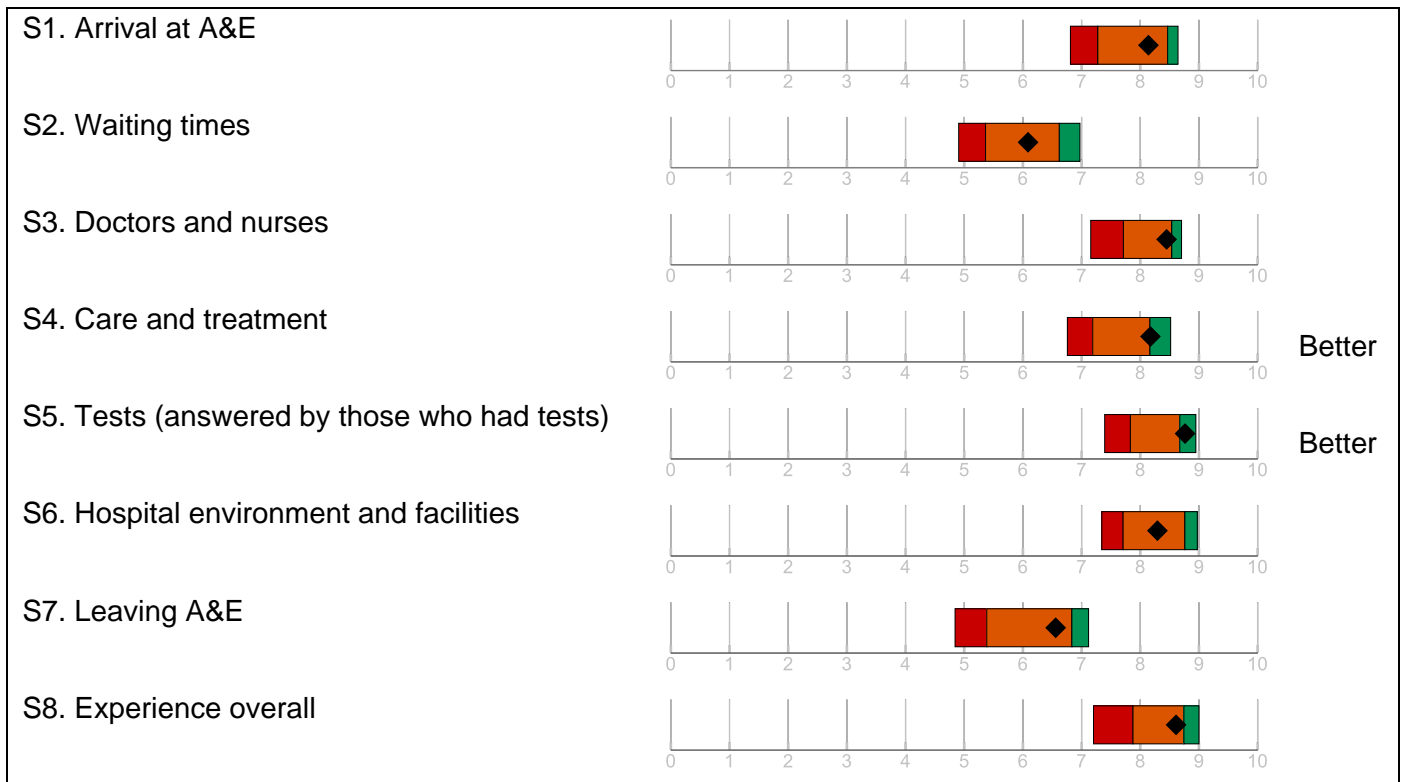 S1. Arrival at A&E
0 1 2 3 4 5 6 7 8 9 10
S2. Waiting times
0 1 2 3 4 5 6 7 8 9 10
S3. Doctors and nurses
0 1 2 3 4 5 6 7 8 9 10
S4. Care and treatment
Better
0 1 2 3 4 5 6 7 8 9 10
S5. Tests (answered by those who had tests)
Better
0 1 2 3 4 5 6 7 8 9 10
S6. Hospital environment and facilities
0 1 2 3 4 5 6 7 8 9 10
S7. Leaving A&E
0 1 2 3 4 5 6 7 8 9 10
S8. Experience overall
0 1 2 3 4 5 6 7 8 9 10